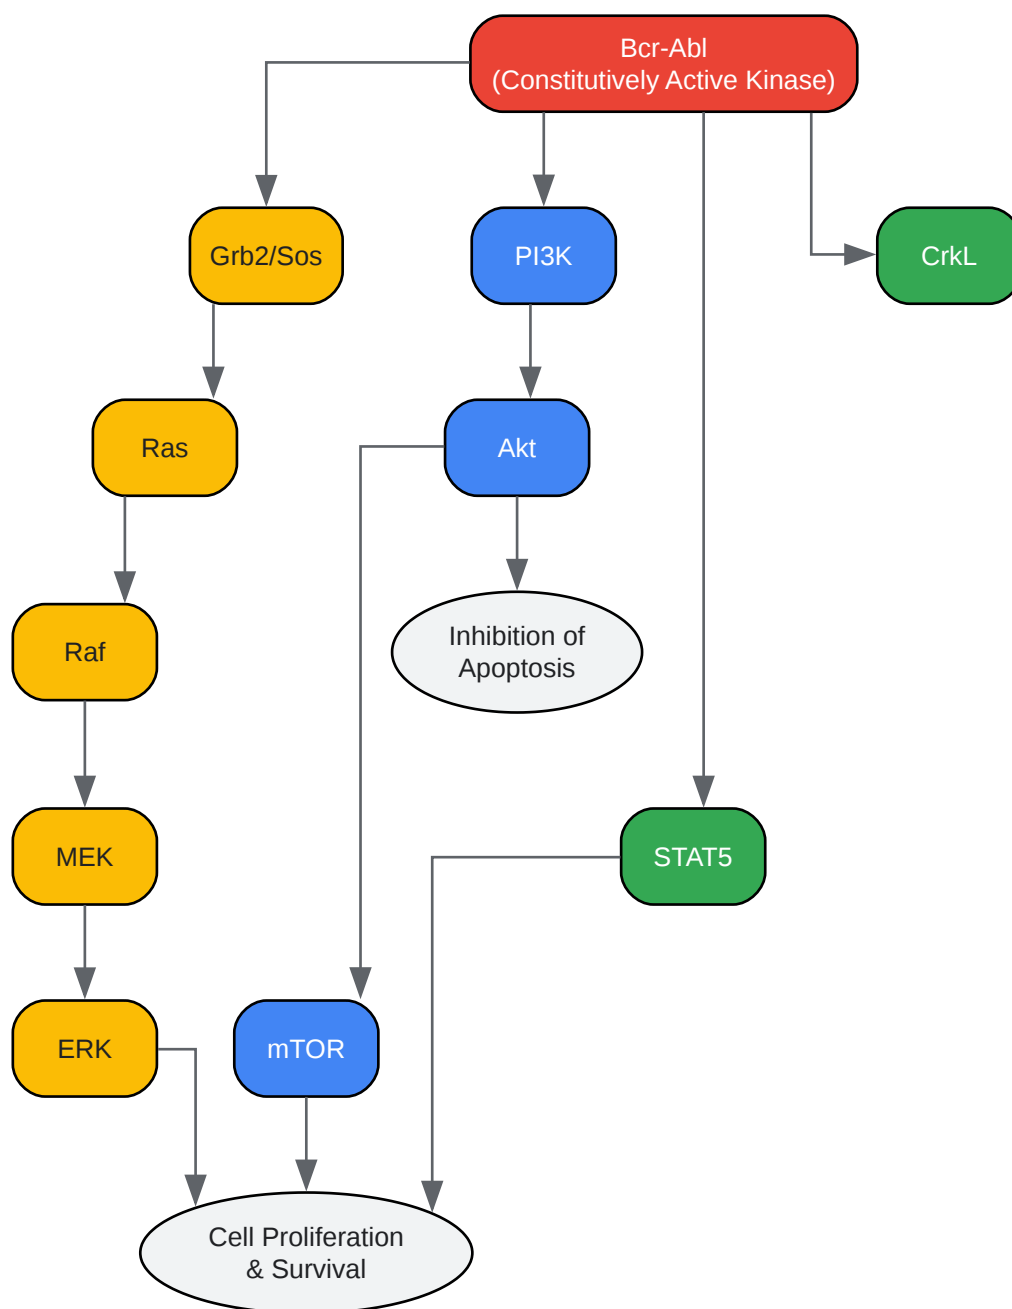 Bcr-Abl
(Constitutively Active Kinase)
Grb2/Sos
PI3K
CrkL
Ras
Akt
Inhibition of
Apoptosis
Raf
MEK
STAT5
ERK
mTOR
Cell Proliferation
& Survival